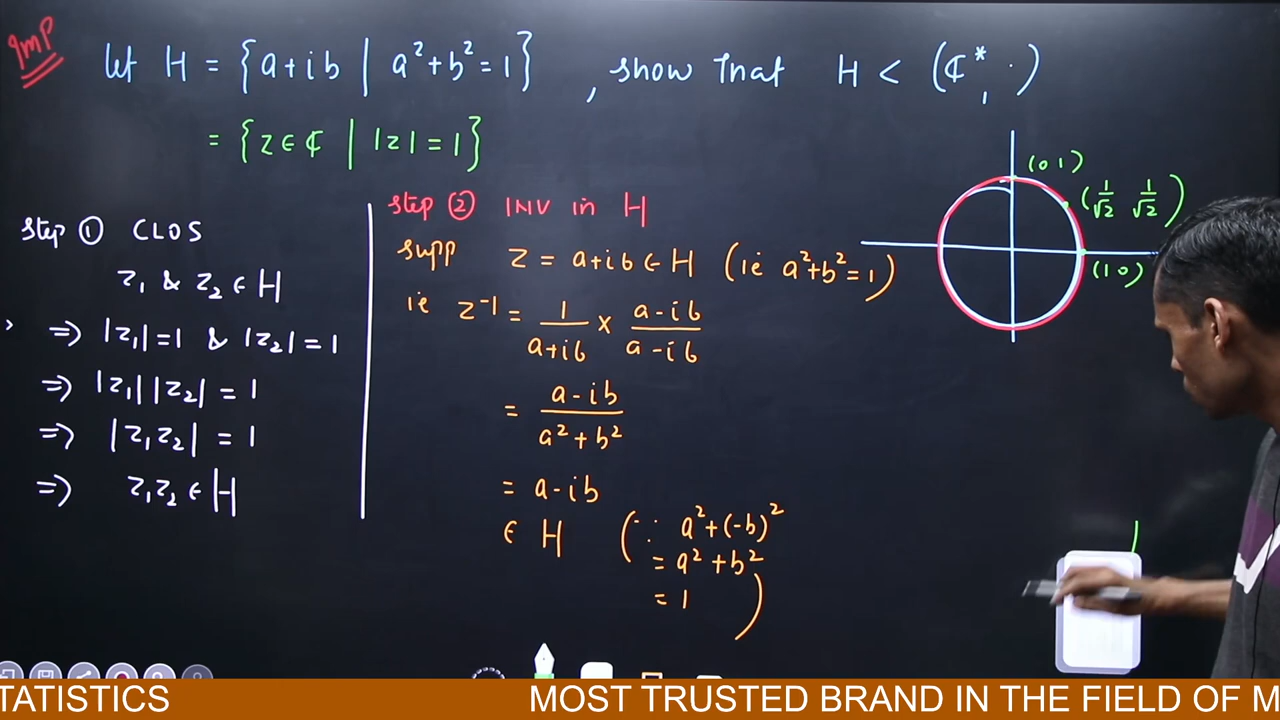 Imp
Let H = {a+ib | a²+b²=1} , show that H < (ℂ*, ·)
= {z∈ℂ | |z|=1}
(0 1)
(1/√2 1/√2)
(1 0)
Step ① CLOS
z₁ & z₂ ∈ H
⇒ |z₁|=1 & |z₂|=1
⇒ |z₁||z₂| = 1
⇒ |z₁z₂| = 1
⇒ z₁z₂ ∈ H
Step ② INV in H
Supp z = a+ib ∈ H (ie a²+b²=1)
ie z⁻¹ = 1/(a+ib) × (a-ib)/(a-ib)
= (a-ib)/(a²+b²)
= a-ib
∈ H (∵ a²+(-b)²
= a²+b²
= 1 )
TATISTICS MOST TRUSTED BRAND IN THE FIELD OF M